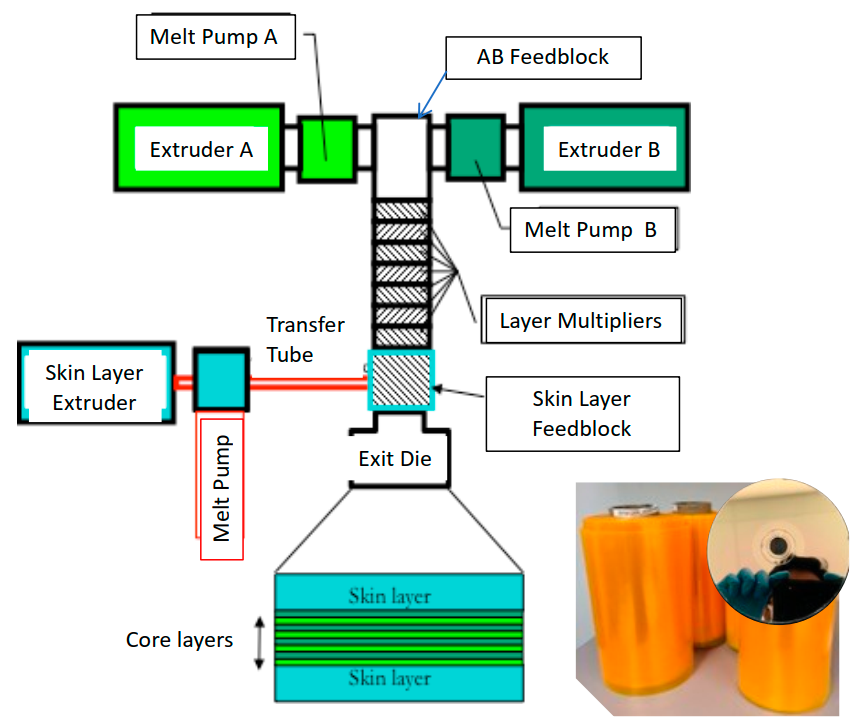 Melt Pump A
AB Feedblock
Extruder A
Extruder B
Melt Pump B
Layer Multipliers
Transfer
Tube
Skin Layer
Extruder
Skin Layer
Feedblock
Melt Pump
Exit Die
Skin layer
Core layers
Skin layer